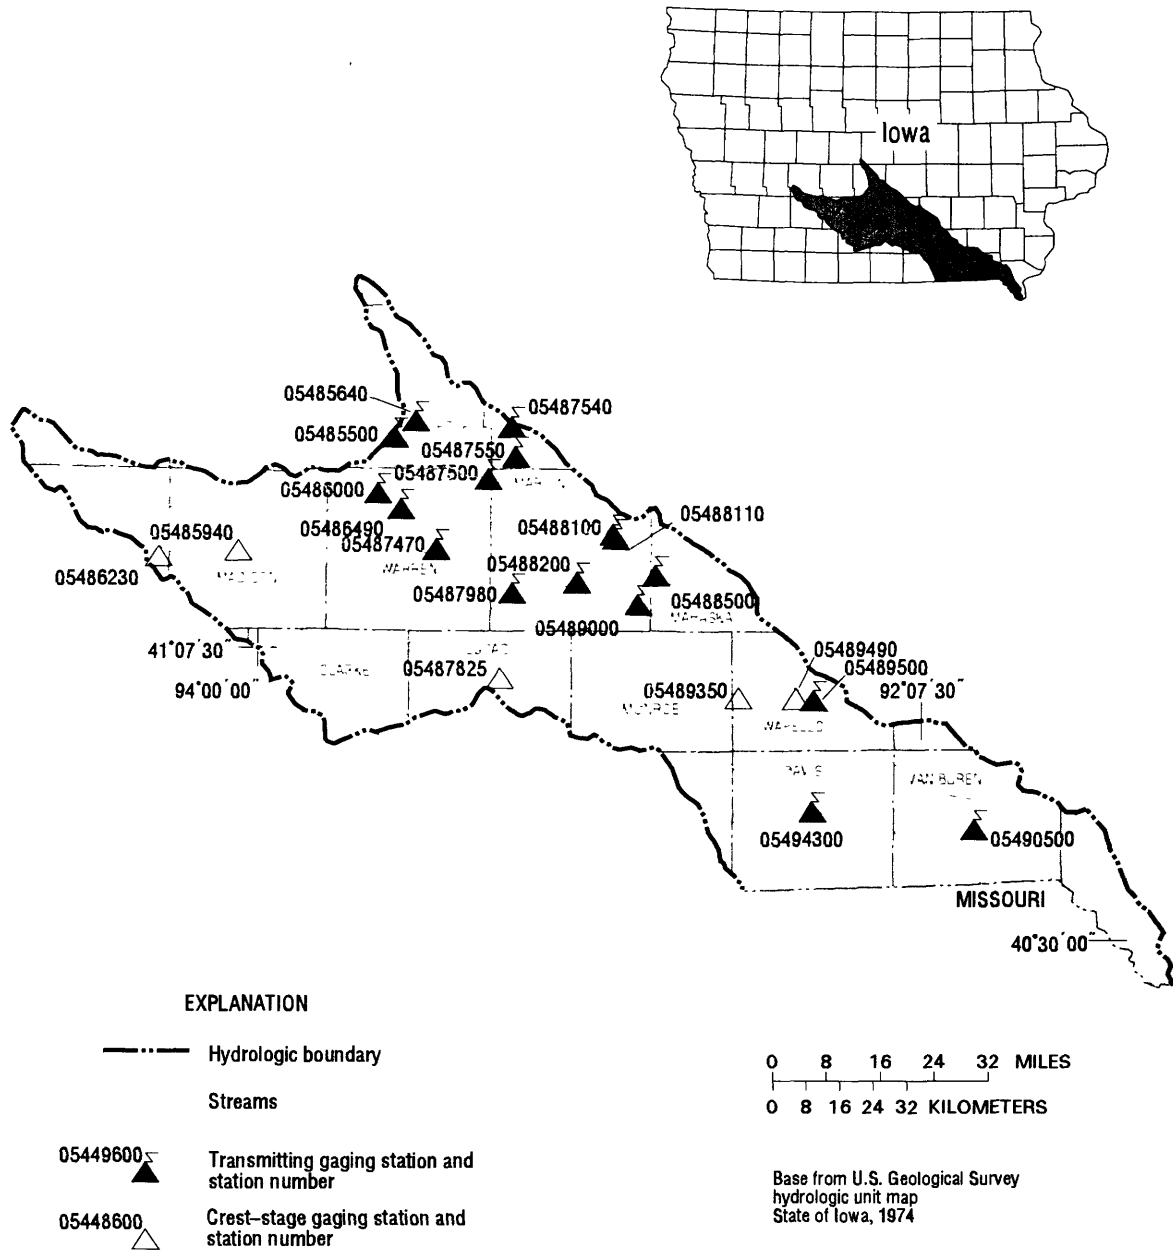 Iowa
05485640
05487540
05485500
05487550
05487500
05486000
MARION
05485940
05486490
05488100
05488110
05487470
05486230
MADISON
WARREN
05488200
05487980
05488500
MAHASKA
05489000
41°07'30"
05489490
CLARKE
05487825
05489500
94°00'00"
05489350
92°07'30"
MONROE
WAPELLO
DAVIS
VAN BUREN
05494300
05490500
MISSOURI
40°30'00"
EXPLANATION
Hydrologic boundary
0 8 16 24 32 MILES
Streams
0 8 16 24 32 KILOMETERS
05449600
Transmitting gaging station and
station number
Base from U.S. Geological Survey
hydrologic unit map
State of Iowa, 1974
05448600
Crest–stage gaging station and
station number